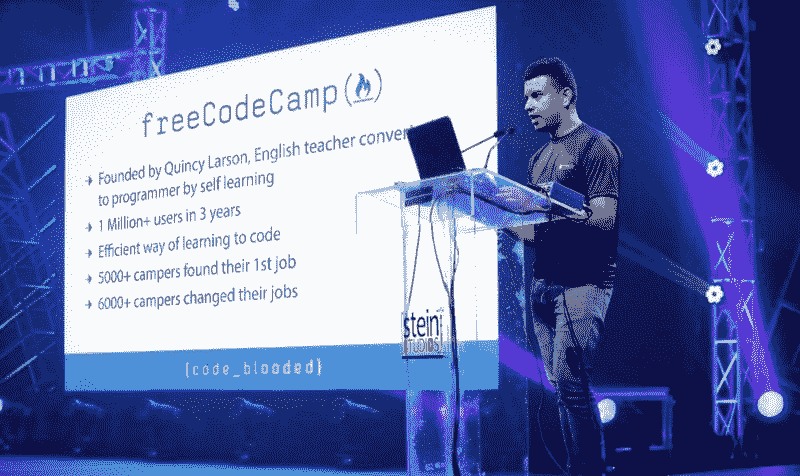 freeCodeCamp(🔥)
→ Founded by Quincy Larson, English teacher conver
to programmer by self learning
→ 1 Million+ users in 3 years
→ Efficient way of learning to code
→ 5000+ campers found their 1st job
→ 6000+ campers changed their jobs
{code_blooded}
stein
STUDIOS